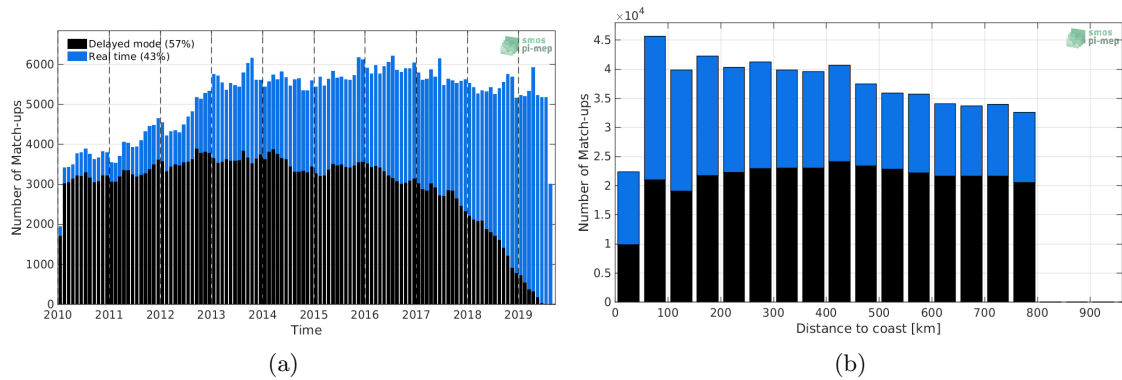 Delayed mode (57%)
Real time (43%)
smos
pi-mep
Number of Match-ups
6000
5000
4000
3000
2000
1000
0
2010 2011 2012 2013 2014 2015 2016 2017 2018 2019
Time
(a)
×10⁴
smos
pi-mep
Number of Match-ups
4.5
4
3.5
3
2.5
2
1.5
1
0.5
0
0 100 200 300 400 500 600 700 800 900
Distance to coast [km]
(b)